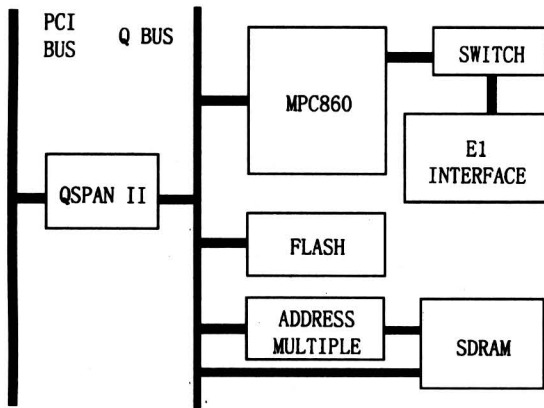 PCI
BUS
Q BUS
MPC860
SWITCH
E1
INTERFACE
QSPAN II
FLASH
ADDRESS
MULTIPLE
SDRAM